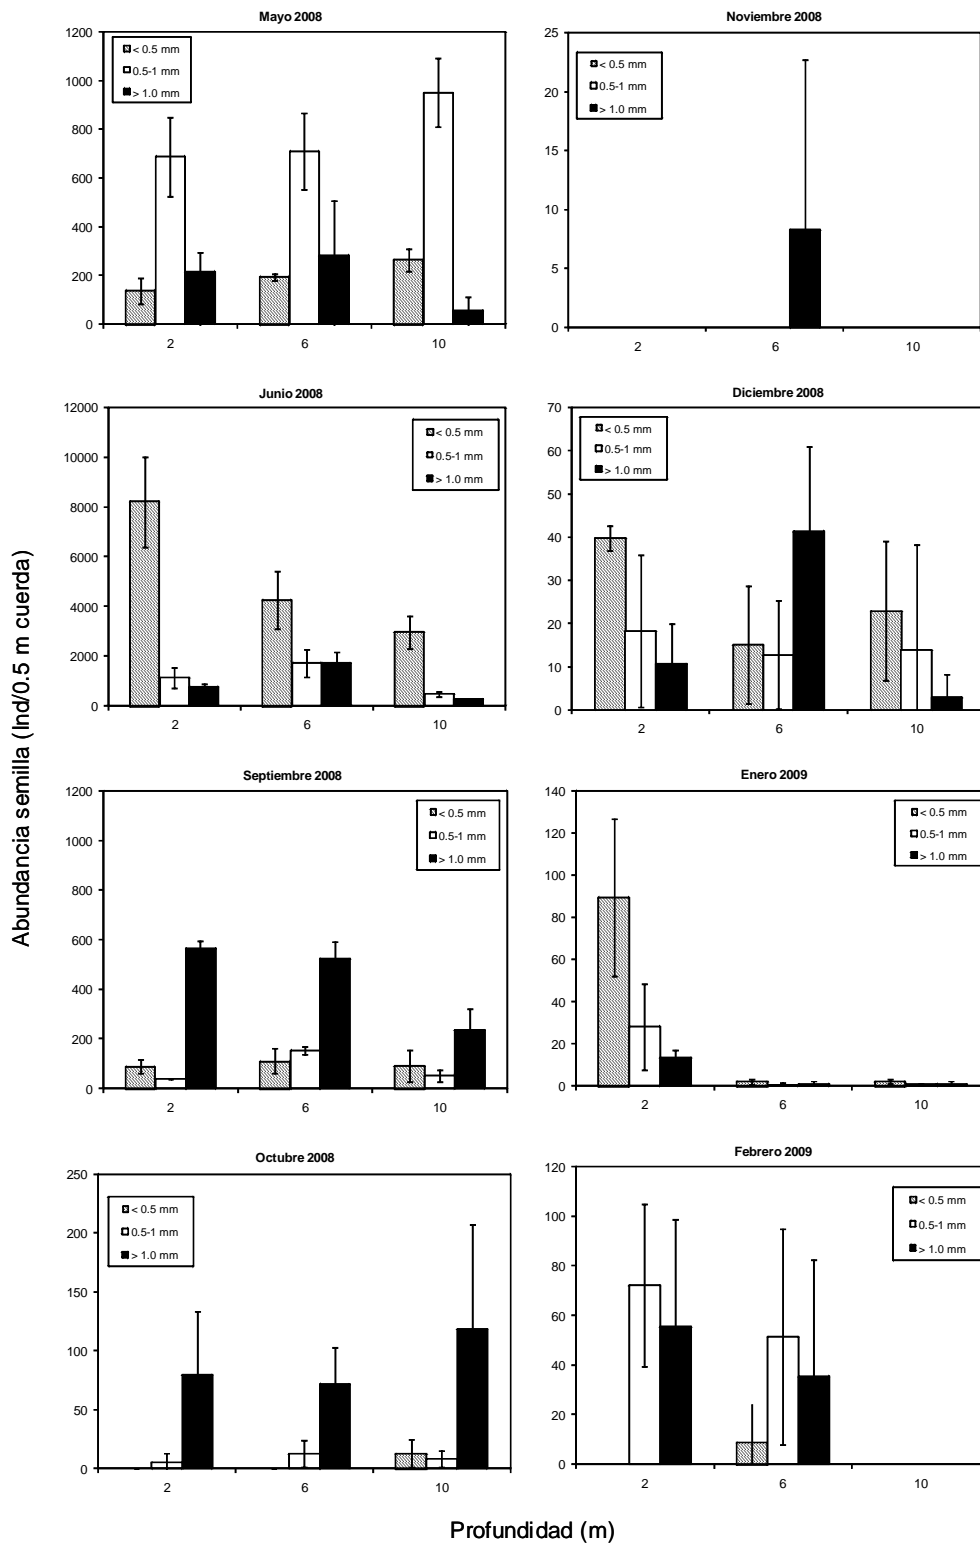 Mayo 2008
1200
1000
800
600
400
200
0
< 0.5 mm
0.5-1 mm
> 1.0 mm
2 6 10
Noviembre 2008
25
20
15
10
5
0
< 0.5 mm
0.5-1 mm
> 1.0 mm
2 6 10
Junio 2008
12000
10000
8000
6000
4000
2000
0
< 0.5 mm
0.5-1 mm
> 1.0 mm
2 6 10
Diciembre 2008
70
60
50
40
30
20
10
0
< 0.5 mm
0.5-1 mm
> 1.0 mm
2 6 10
Abundancia semilla (Ind/0.5 m cuerda)
Septiembre 2008
1200
1000
800
600
400
200
0
< 0.5 mm
0.5-1 mm
> 1.0 mm
2 6 10
Enero 2009
140
120
100
80
60
40
20
0
< 0.5 mm
0.5-1 mm
> 1.0 mm
2 6 10
Octubre 2008
250
200
150
100
50
0
< 0.5 mm
0.5-1 mm
> 1.0 mm
2 6 10
Febrero 2009
120
100
80
60
40
20
0
< 0.5 mm
0.5-1 mm
> 1.0 mm
2 6 10
Profundidad (m)